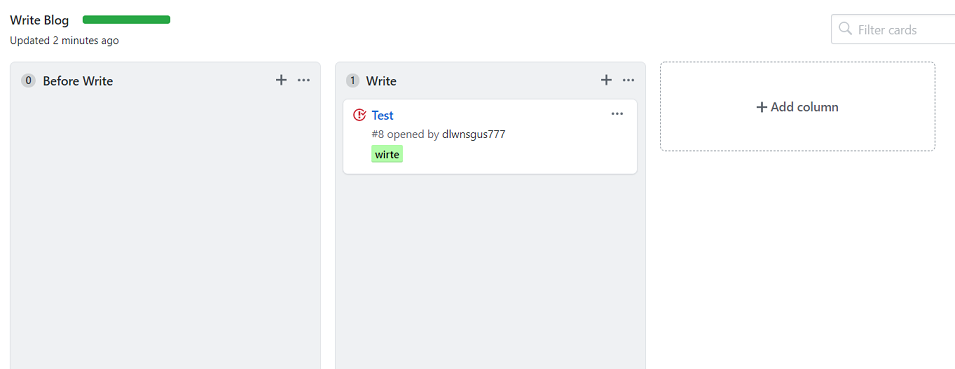 Write Blog
Updated 2 minutes ago
Filter cards
0 Before Write
1 Write
Test
#8 opened by dlwnsgus777
wirte
Add column